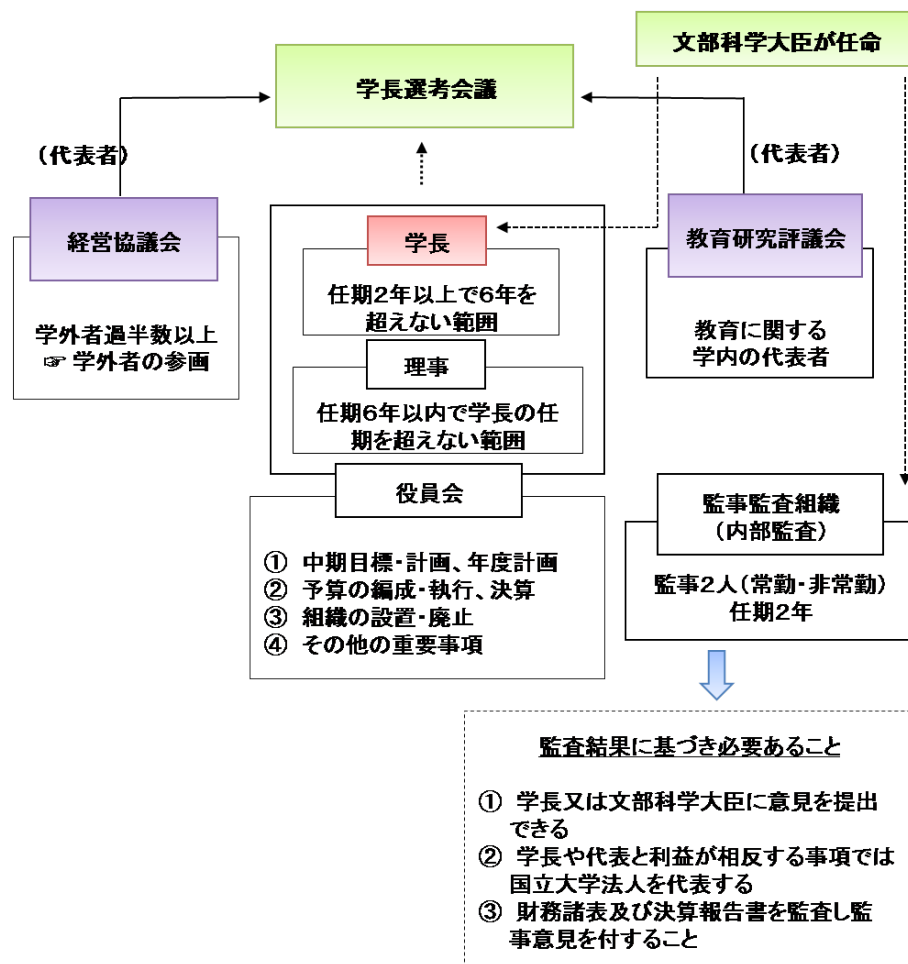 文部科学大臣が任命
学長選考会議
（代表者）
（代表者）
経営協議会
学外者過半数以上
☞ 学外者の参画
学長
任期2年以上で6年を
超えない範囲
理事
任期6年以内で学長の任
期を超えない範囲
教育研究評議会
教育に関する
学内の代表者
役員会
① 中期目標・計画、年度計画
② 予算の編成・執行、決算
③ 組織の設置・廃止
④ その他の重要事項
監事監査組織
（内部監査）
監事2人（常勤・非常勤）
任期2年
監査結果に基づき必要あること
① 学長又は文部科学大臣に意見を提出
できる
② 学長や代表と利益が相反する事項では
国立大学法人を代表する
③ 財務諸表及び決算報告書を監査し監
事意見を付すること